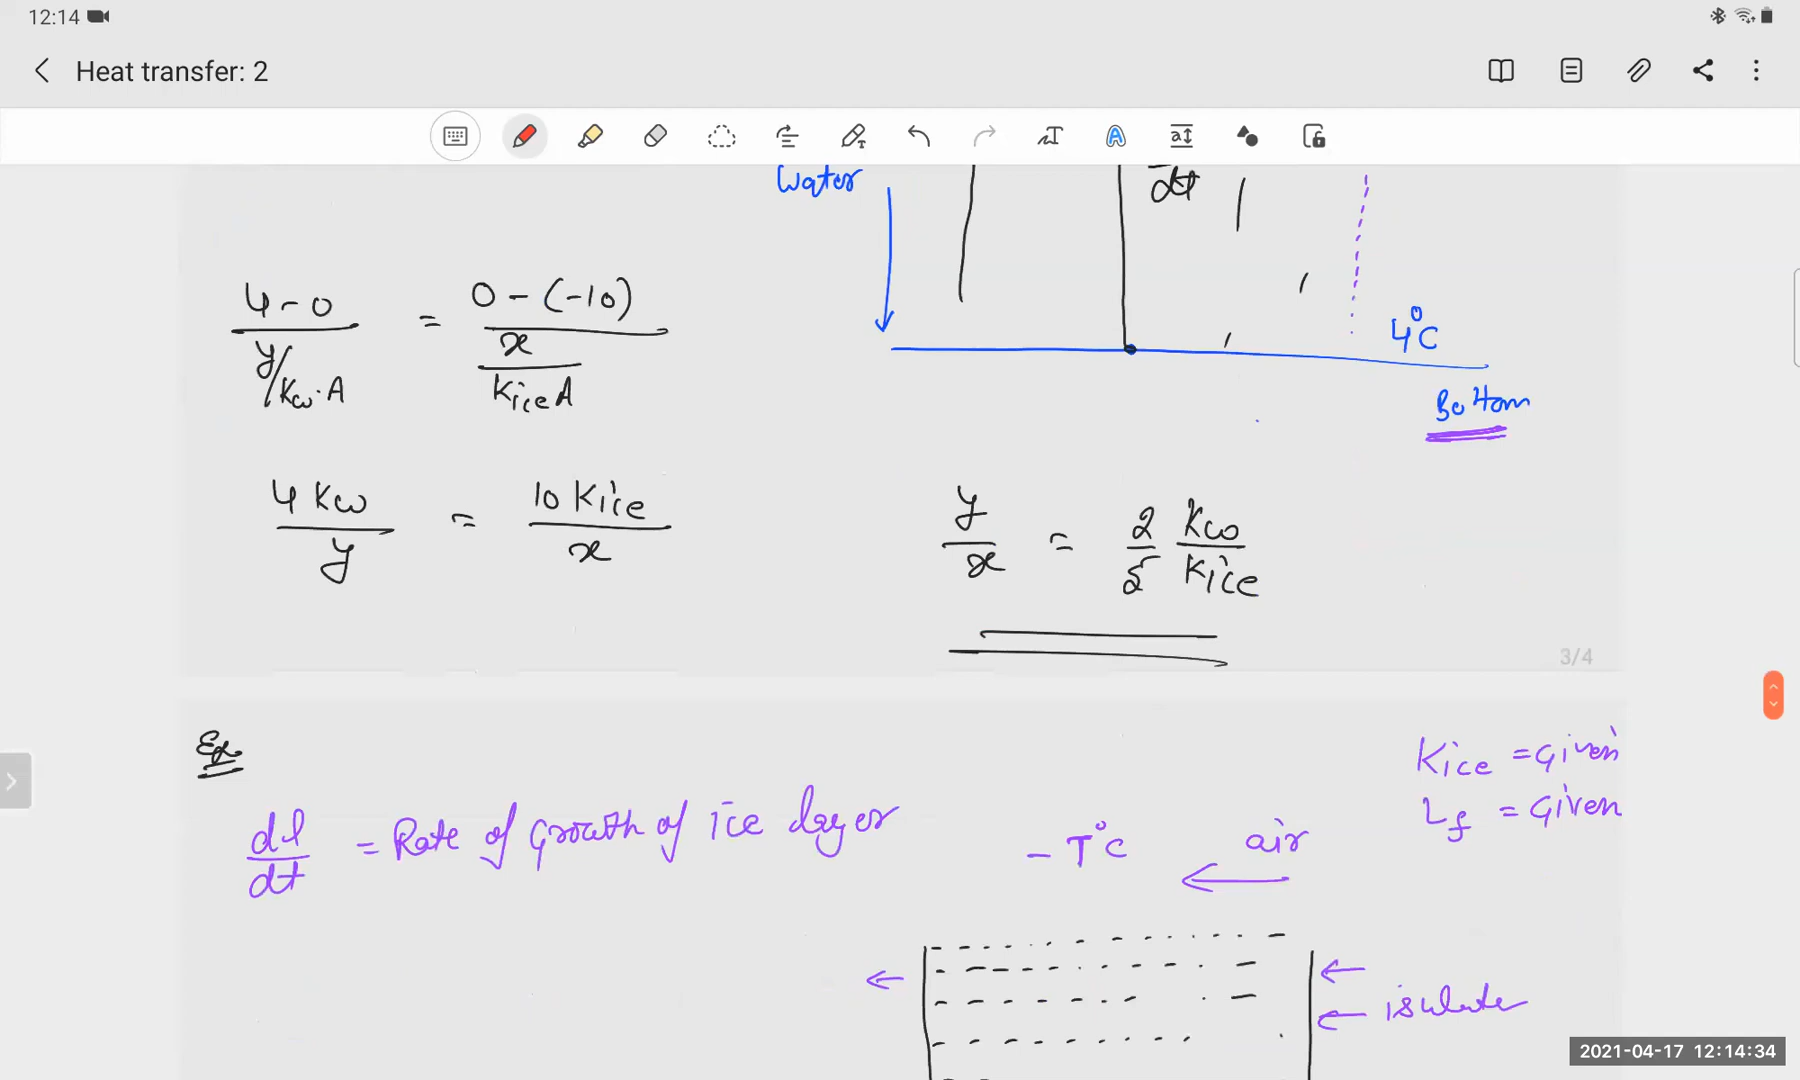 12:14
Heat transfer: 2
Water
dt
4 - 0 / y/Kw·A = 0 - (-10) / x/KiceA
4°C
Bottom
4 Kw / y = 10 Kice / x
y / x = 2/5 Kw/Kice
3/4
Ex
Kice = Given
dl/dt = Rate of Growth of Ice layer
Lf = Given
- T°C
air
isulate
2021-04-17 12:14:34